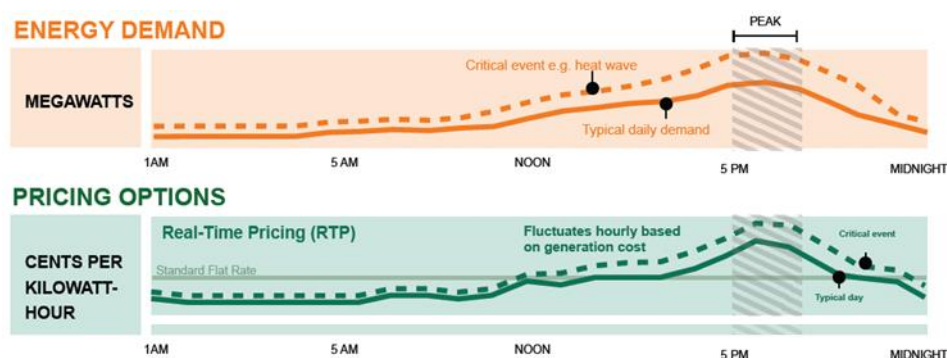 PEAK
ENERGY DEMAND
Critical event e.g. heat wave
MEGAWATTS
Typical daily demand
1AM
5 AM
NOON
5 PM
MIDNIGHT
PRICING OPTIONS
Real-Time Pricing (RTP)
Fluctuates hourly based
on generation cost
Critical event
CENTS PER
KILOWATT-
HOUR
Standard Flat Rate
Typical day
1AM
5 AM
NOON
5 PM
MIDNIGHT